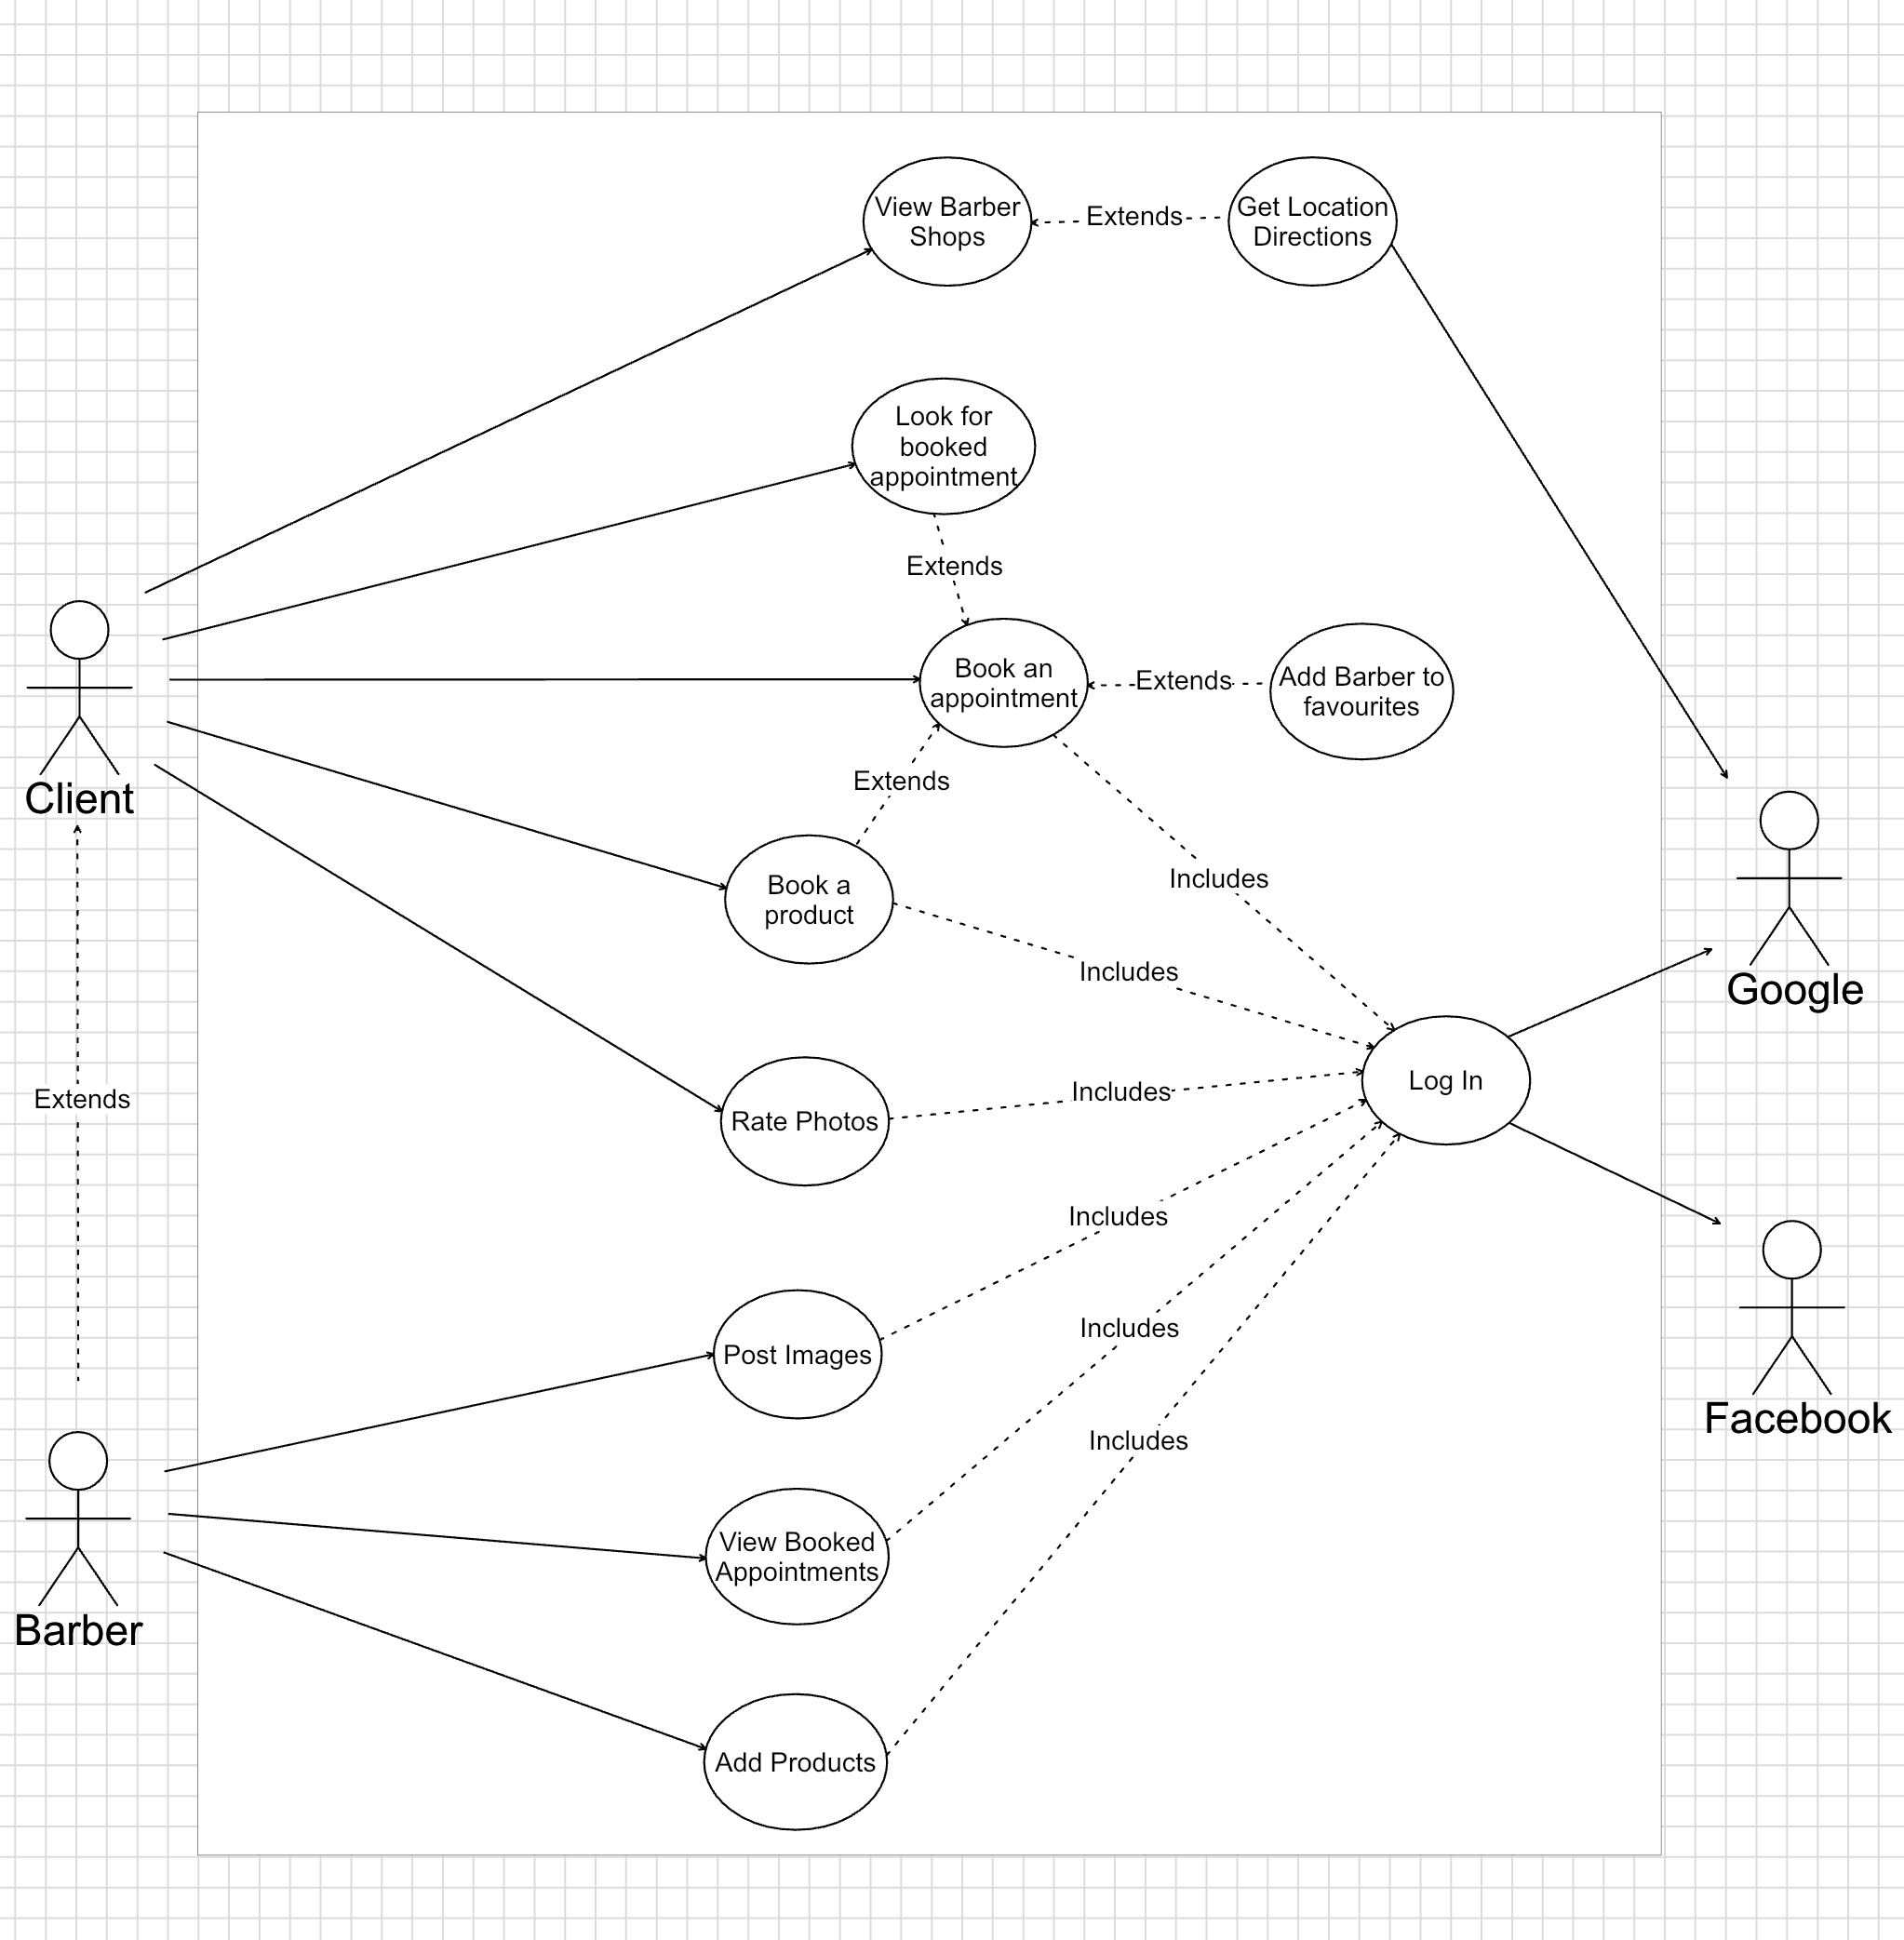 View Barber
Shops
Extends
Get Location
Directions
Look for
booked
appointment
Extends
Book an
appointment
Extends
Add Barber to
favourites
Client
Extends
Book a
product
Includes
Includes
Google
Log In
Extends
Includes
Rate Photos
Includes
Post Images
Includes
Facebook
Includes
View Booked
Appointments
Barber
Add Products